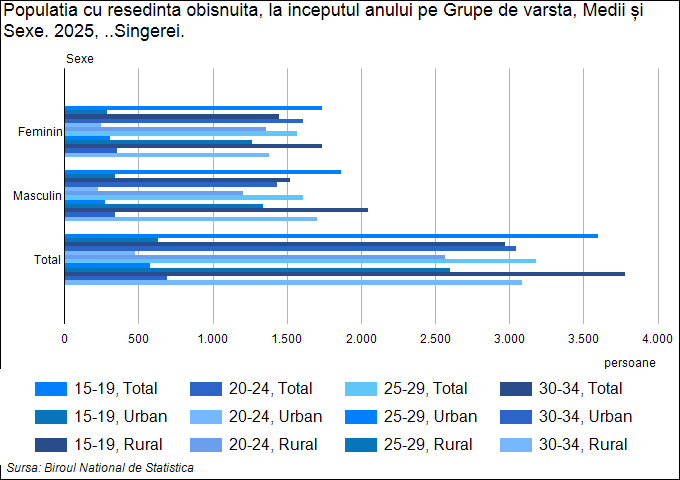 Populatia cu resedinta obisnuita, la inceputul anului pe Grupe de varsta, Medii și
Sexe. 2025, ..Singerei.
Sexe
Feminin
Masculin
Total
0 500 1.000 1.500 2.000 2.500 3.000 3.500 4.000
persoane
15-19, Total 20-24, Total 25-29, Total 30-34, Total
15-19, Urban 20-24, Urban 25-29, Urban 30-34, Urban
15-19, Rural 20-24, Rural 25-29, Rural 30-34, Rural
Sursa: Biroul National de Statistica